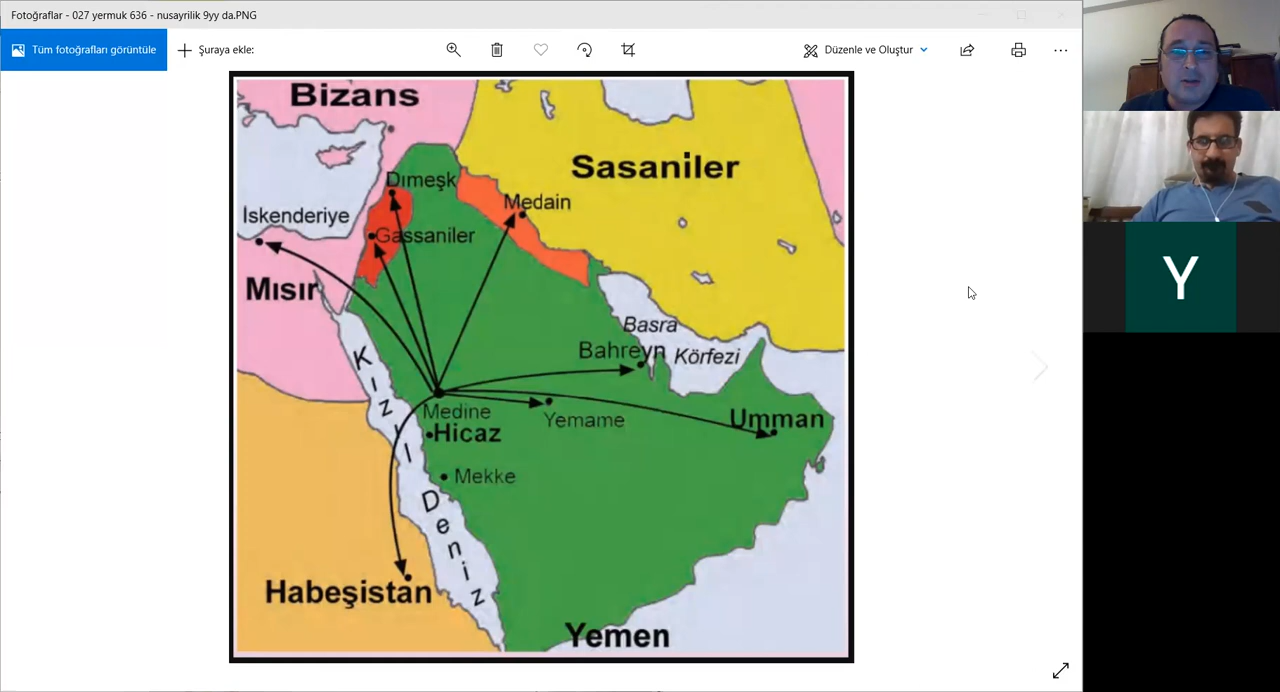 Fotoğraflar - 027 yermuk 636 - nusayrilik 9yy da.PNG
Tüm fotoğrafları görüntüle
Şuraya ekle:
Düzenle ve Oluştur
Bizans
Sasaniler
Dımeşk
Medain
İskenderiye
Gassaniler
Mısır
Basra
Körfezi
Bahreyn
Kızıl Deniz
Medine
Yemame
Umman
Hicaz
Mekke
Habeşistan
Yemen
Y